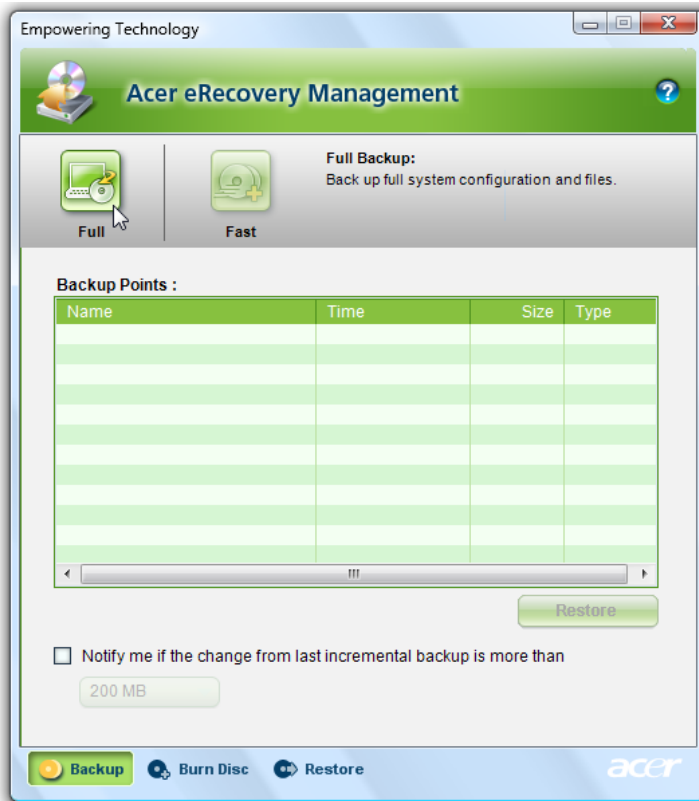 Empowering Technology
Acer eRecovery Management
?
Full Backup:
Back up full system configuration and files.
Full
Fast
Backup Points :
Name Time Size Type
Restore
Notify me if the change from last incremental backup is more than
200 MB
Backup Burn Disc Restore acer